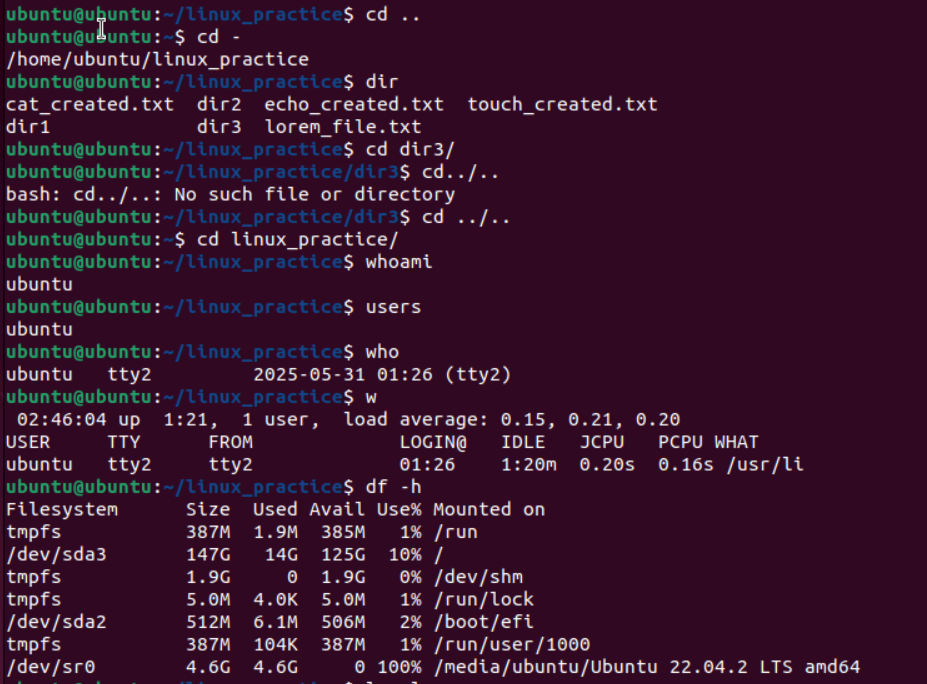 ubuntu@ubuntu:~/linux_practice$ cd ..
ubuntu@ubuntu:~$ cd -
/home/ubuntu/linux_practice
ubuntu@ubuntu:~/linux_practice$ dir
cat_created.txt  dir2  echo_created.txt  touch_created.txt
dir1             dir3  lorem_file.txt
ubuntu@ubuntu:~/linux_practice$ cd dir3/
ubuntu@ubuntu:~/linux_practice/dir3$ cd../..
bash: cd../..: No such file or directory
ubuntu@ubuntu:~/linux_practice/dir3$ cd ../..
ubuntu@ubuntu:~$ cd linux_practice/
ubuntu@ubuntu:~/linux_practice$ whoami
ubuntu
ubuntu@ubuntu:~/linux_practice$ users
ubuntu
ubuntu@ubuntu:~/linux_practice$ who
ubuntu   tty2         2025-05-31 01:26 (tty2)
ubuntu@ubuntu:~/linux_practice$ w
 02:46:04 up  1:21,  1 user,  load average: 0.15, 0.21, 0.20
USER     TTY      FROM             LOGIN@   IDLE   JCPU   PCPU WHAT
ubuntu   tty2     tty2             01:26    1:20m  0.20s  0.16s /usr/li
ubuntu@ubuntu:~/linux_practice$ df -h
Filesystem      Size  Used Avail Use% Mounted on
tmpfs           387M  1.9M  385M   1% /run
/dev/sda3       147G   14G  125G  10% /
tmpfs           1.9G     0  1.9G   0% /dev/shm
tmpfs           5.0M  4.0K  5.0M   1% /run/lock
/dev/sda2       512M  6.1M  506M   2% /boot/efi
tmpfs           387M  104K  387M   1% /run/user/1000
/dev/sr0        4.6G  4.6G     0 100% /media/ubuntu/Ubuntu 22.04.2 LTS amd64